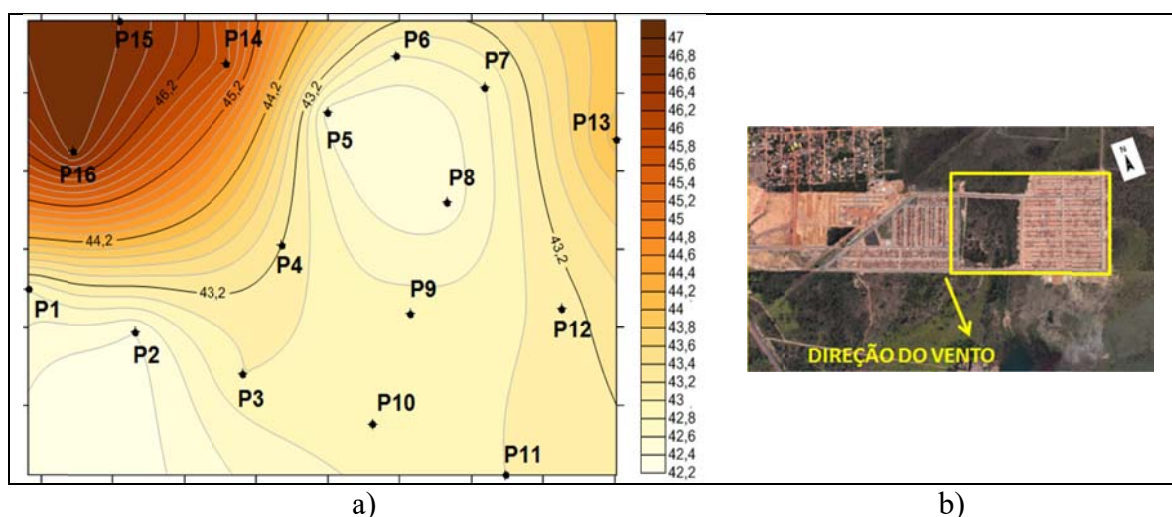 P15
P14
P6
P7
P13
P16
P5
P8
P4
P9
P1
P12
P2
P3
P10
P11
46,2
45,2
44,2
43,2
44,2
43,2
43,2
47
46,8
46,6
46,4
46,2
46
45,8
45,6
45,4
45,2
45
44,8
44,6
44,4
44,2
44
43,8
43,6
43,4
43,2
43
42,8
42,6
42,4
42,2
N
DIREÇÃO DO VENTO
a)
b)